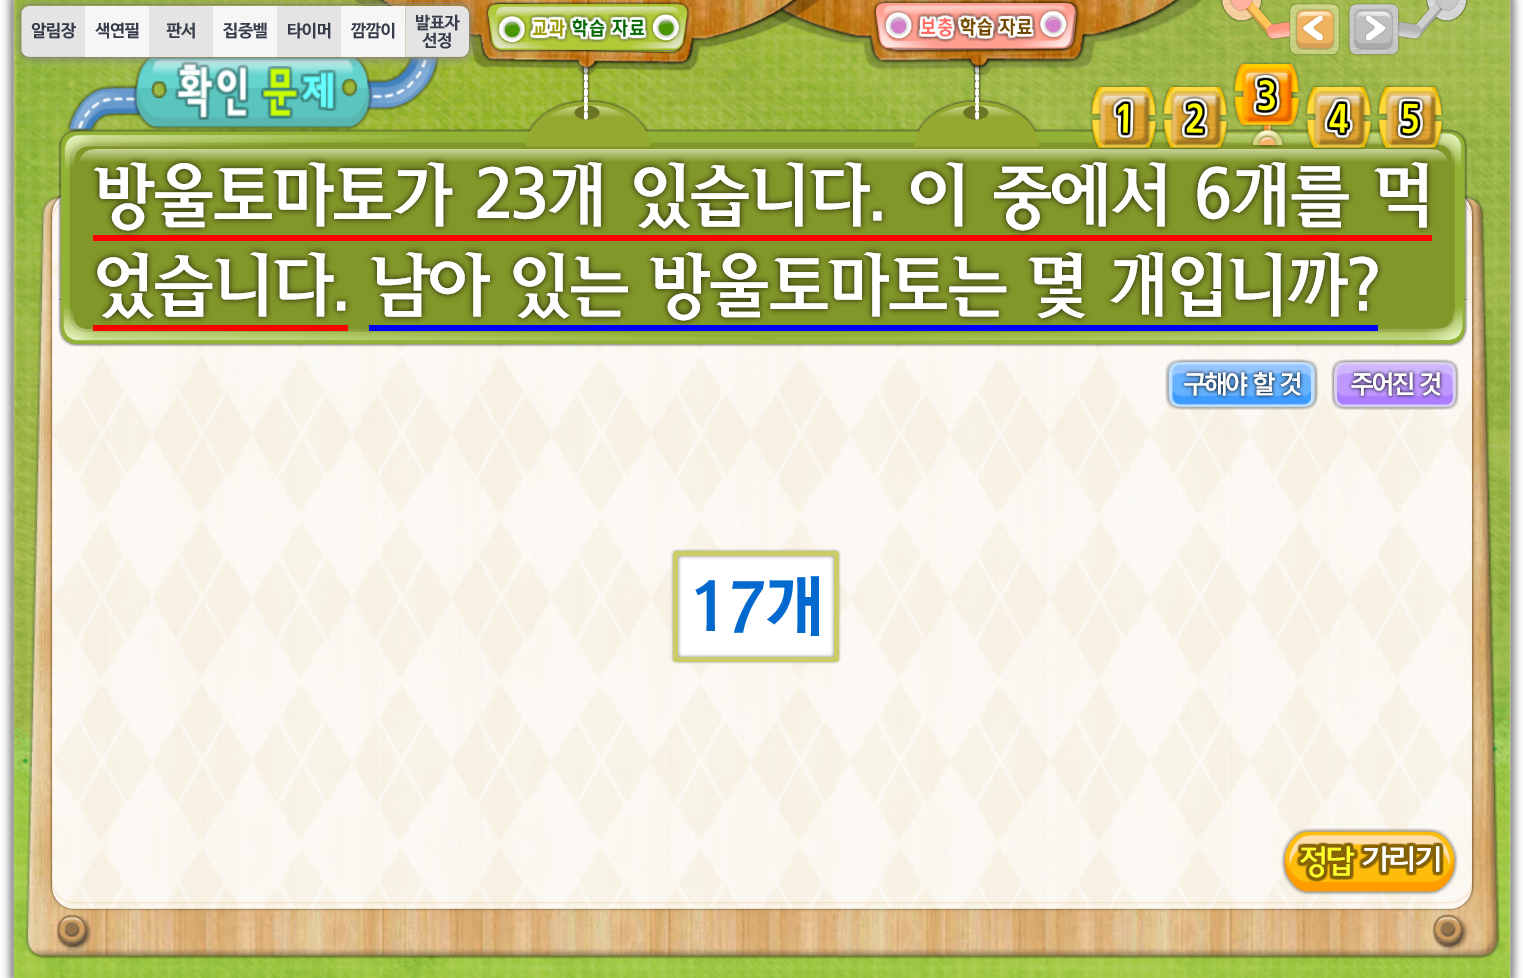 알림장 색연필 판서 집중벨 타이머 깜깜이 발표자 선정
교과 학습 자료
보충 학습 자료
확인 문제
1 2 3 4 5
방울토마토가 23개 있습니다. 이 중에서 6개를 먹
었습니다. 남아 있는 방울토마토는 몇 개입니까?
구해야 할 것 주어진 것
17개
정답 가리기